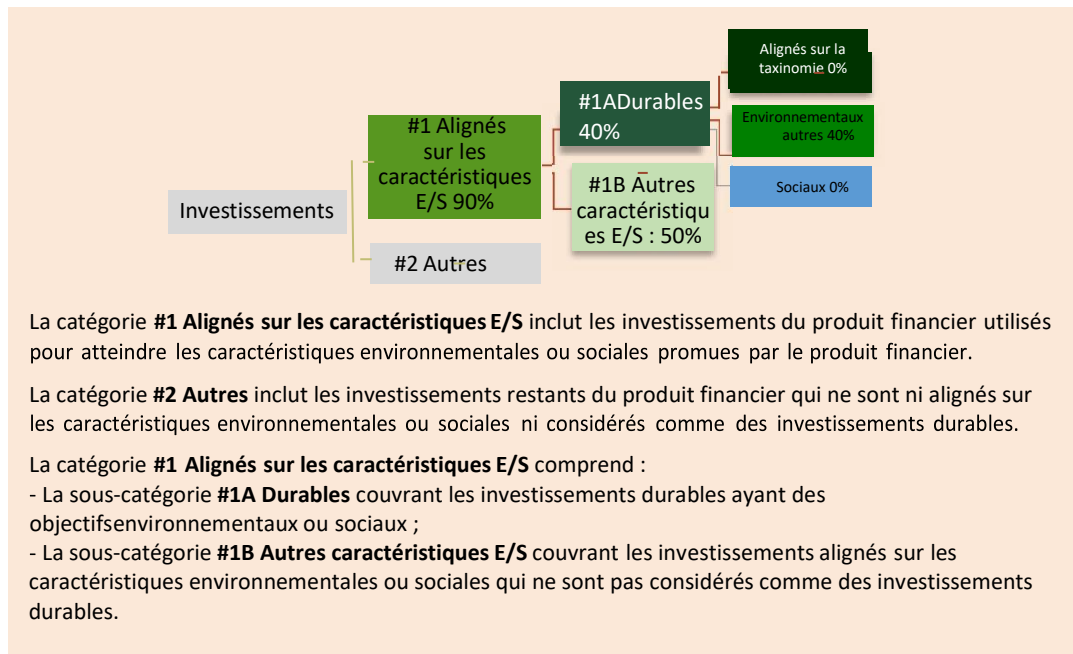 Alignés sur la
taxinomie 0%
#1ADurables
40%
Environnementaux
autres 40%
#1 Alignés
sur les
caractéristiques
E/S 90%
Sociaux 0%
#1B Autres
caractéristiqu
es E/S : 50%
Investissements
#2 Autres
La catégorie #1 Alignés sur les caractéristiques E/S inclut les investissements du produit financier utilisés
pour atteindre les caractéristiques environnementales ou sociales promues par le produit financier.
La catégorie #2 Autres inclut les investissements restants du produit financier qui ne sont ni alignés sur
les caractéristiques environnementales ou sociales ni considérés comme des investissements durables.
La catégorie #1 Alignés sur les caractéristiques E/S comprend :
- La sous-catégorie #1A Durables couvrant les investissements durables ayant des
objectifsenvironnementaux ou sociaux ;
- La sous-catégorie #1B Autres caractéristiques E/S couvrant les investissements alignés sur les
caractéristiques environnementales ou sociales qui ne sont pas considérés comme des investissements
durables.